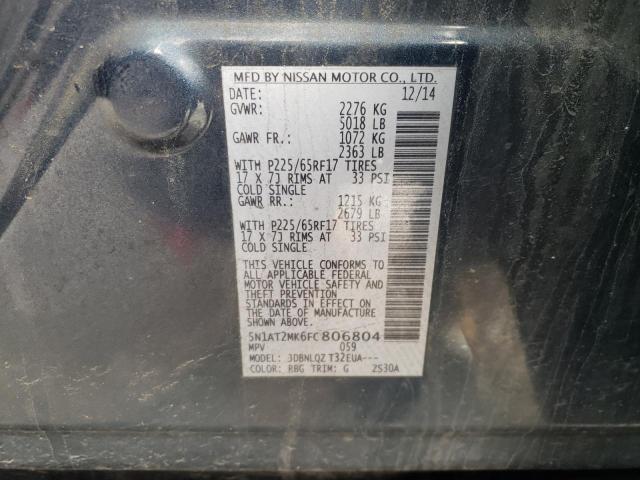 MFD BY NISSAN MOTOR CO., LTD.
DATE: 12/14
GVWR: 2276 KG
5018 LB
GAWR FR.: 1072 KG
2363 LB
WITH P225/65RF17 TIRES
17 X 7J RIMS AT 33 PSI
COLD SINGLE
GAWR RR.: 1215 KG
2679 LB
WITH P225/65RF17 TIRES
17 X 7J RIMS AT 33 PSI
COLD SINGLE
THIS VEHICLE CONFORMS TO
ALL APPLICABLE FEDERAL
MOTOR VEHICLE SAFETY AND
THEFT PREVENTION
STANDARDS IN EFFECT ON
THE DATE OF MANUFACTURE
SHOWN ABOVE.
5N1AT2MK6FC806804
MPV 059
MODEL: 3DBNLQZ T32EUA---
COLOR: RBG TRIM: G 2S30A